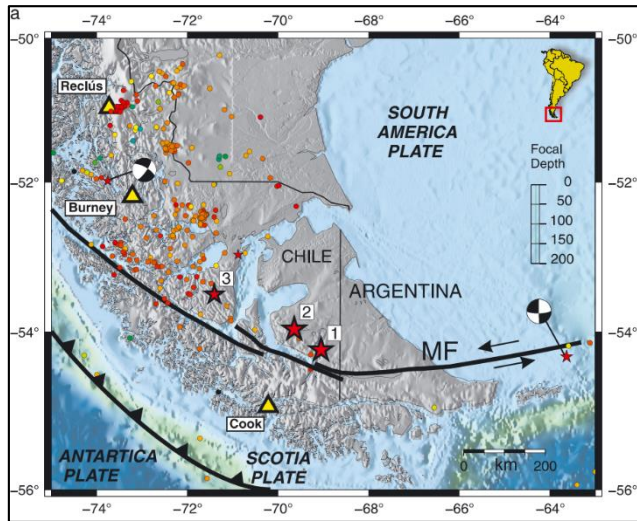 a
−74 −72 −70 −68 −66 −64
−50°
−50°
Reclús
SOUTH
AMERICA
PLATE
Focal
Depth
0
50
100
150
200
−52°
−52°
Burney
CHILE
ARGENTINA
3
2
1
−54°
−54°
MF
Cook
ANTARTICA
PLATE
SCOTIA
PLATE
0 km 200
−56°
−56°
−74° −72° −70° −68° −66° −64°